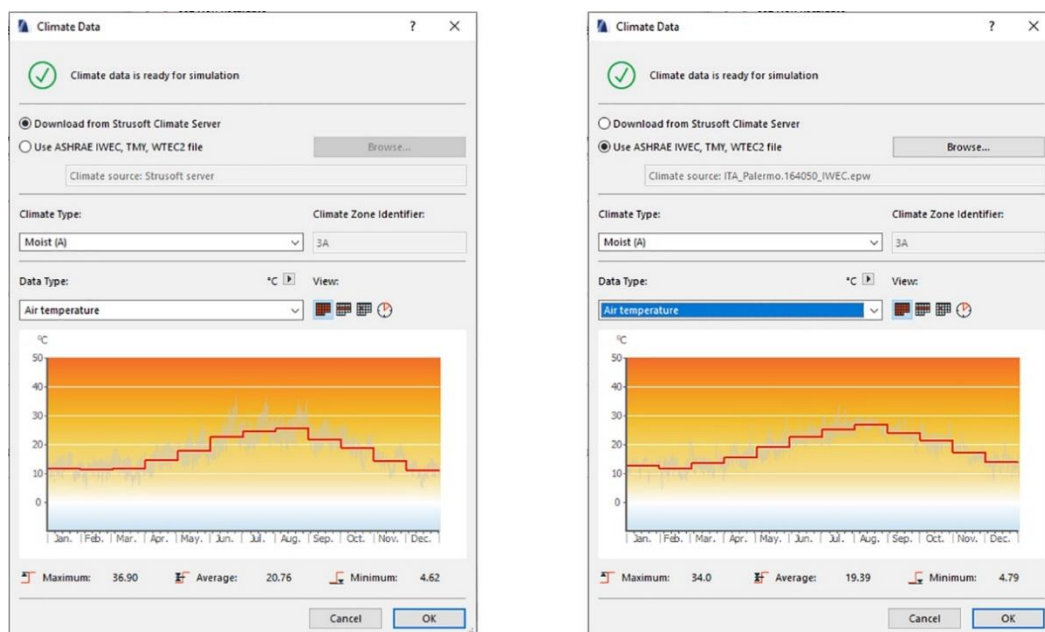 Climate Data ? ×
Climate data is ready for simulation
Download from Strusoft Climate Server
Use ASHRAE IWEC, TMY, WTEC2 file Browse...
Climate source: Strusoft server
Climate Type: Climate Zone Identifier:
Moist (A) 3A
Data Type: °C View:
Air temperature
°C
50
40
30
20
10
0
Jan. Feb. Mar. Apr. May. Jun. Jul. Aug. Sep. Oct. Nov. Dec.
Maximum: 36.90 Average: 20.76 Minimum: 4.62
Cancel OK
Climate Data ? ×
Climate data is ready for simulation
Download from Strusoft Climate Server
Use ASHRAE IWEC, TMY, WTEC2 file Browse...
Climate source: ITA_Palermo.164050_IWEC.epw
Climate Type: Climate Zone Identifier:
Moist (A) 3A
Data Type: °C View:
Air temperature
°C
50
40
30
20
10
0
Jan. Feb. Mar. Apr. May. Jun. Jul. Aug. Sep. Oct. Nov. Dec.
Maximum: 34.0 Average: 19.39 Minimum: 4.79
Cancel OK